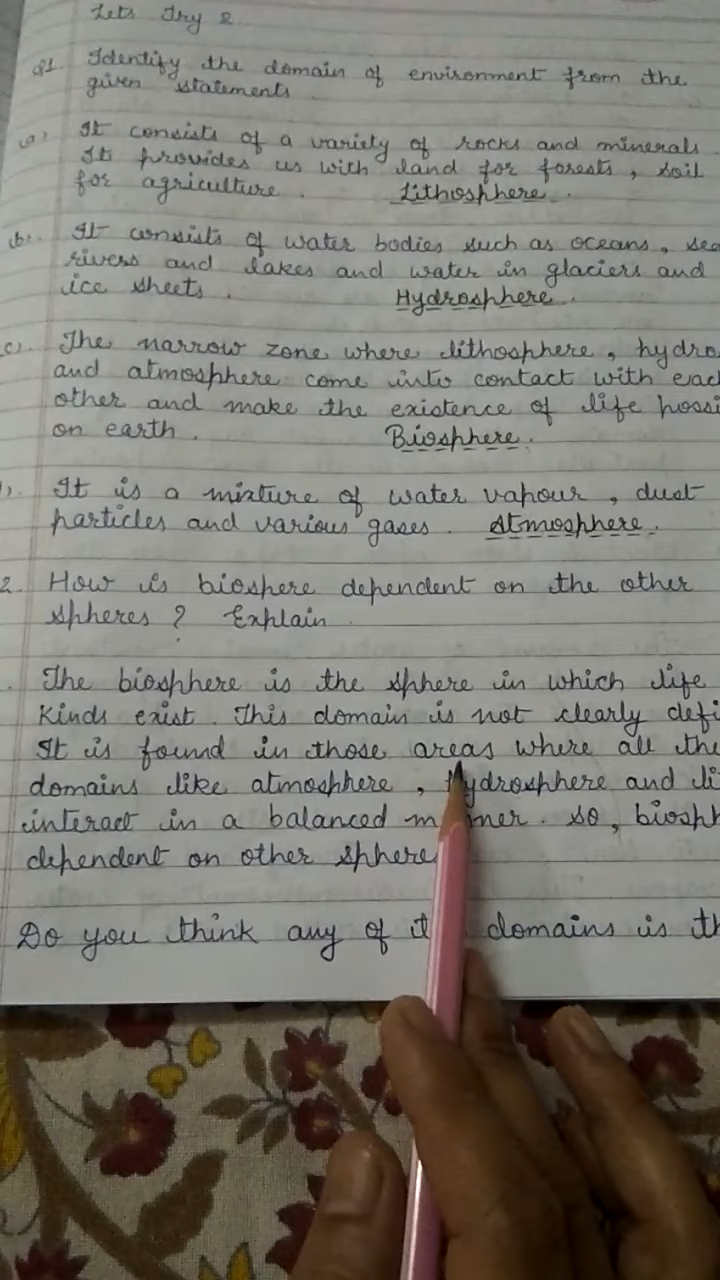 Lets Try 2
Q1. Identify the domain of environment from the
given statements
(a). It consists of a variety of rocks and minerals.
It provides us with land for forests, soil
for agriculture. Lithosphere.
(b). It consists of water bodies such as oceans,
rivers and lakes and water in glaciers and
ice sheets. Hydrosphere.
c). The narrow zone where lithosphere, hydro
and atmosphere come into contact with eac
other and make the existence of life possi
on earth. Biosphere.
). It is a mixture of water vapour, dust
particles and various gases. Atmosphere.
2. How is bioshere dependent on the other
spheres? Explain.
. The biosphere is the sphere in which life
kinds exist. This domain is not clearly defi
It is found in those areas where all the
domains like atmosphere, hydrosphere and li
interact in a balanced manner. so, biosph
dependent on other sphere
Do you think any of domains is th